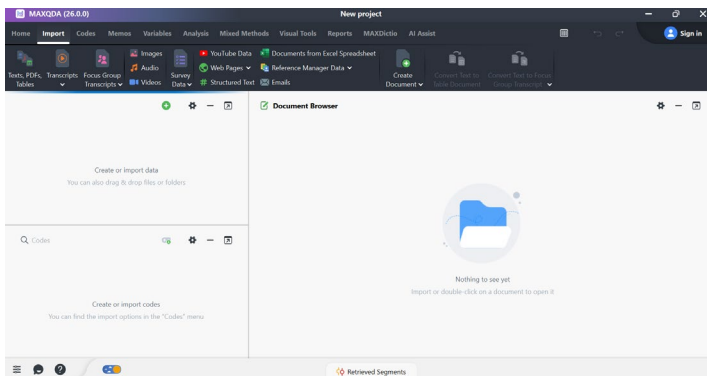 MAXQDA (26.0.0)
New project
Home Import Codes Memos Variables Analysis Mixed Methods Visual Tools Reports MAXDictio AI Assist
Sign in
Texts, PDFs, Tables
Transcripts
Focus Group Transcripts
Images
Audio
Videos
Survey Data
YouTube Data
Web Pages
Structured Text
Documents from Excel Spreadsheet
Reference Manager Data
Emails
Create Document
Convert Text to Table Document
Convert Text to Focus Group Transcript
Document Browser
Create or import data
You can also drag & drop files or folders
Codes
Create or import codes
You can find the import options in the "Codes" menu
Nothing to see yet
Import or double-click on a document to open it
Retrieved Segments